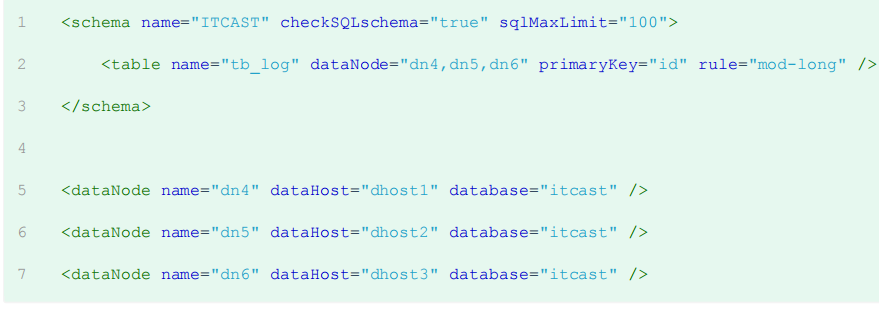 1 <schema name="ITCAST" checkSQLschema="true" sqlMaxLimit="100">
2     <table name="tb_log" dataNode="dn4,dn5,dn6" primaryKey="id" rule="mod-long" />
3 </schema>
4
5 <dataNode name="dn4" dataHost="dhost1" database="itcast" />
6 <dataNode name="dn5" dataHost="dhost2" database="itcast" />
7 <dataNode name="dn6" dataHost="dhost3" database="itcast" />